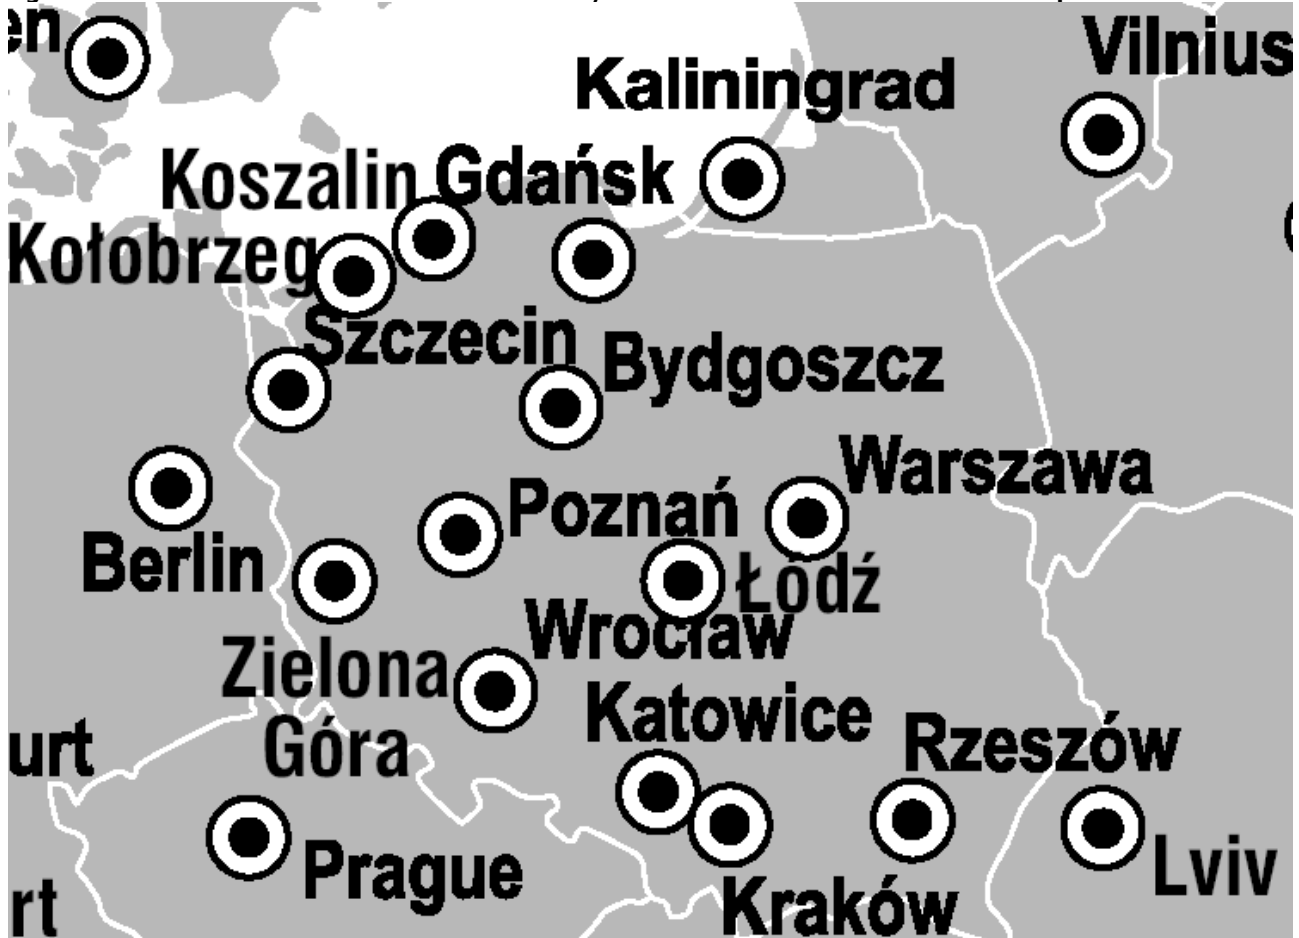 en
Vilnius
Kaliningrad
Koszalin
Gdańsk
Kołobrzeg
Szczecin
Bydgoszcz
Warszawa
Poznań
Berlin
Łódź
Wrocław
Zielona
Góra
Katowice
Rzeszów
urt
Prague
Lviv
Kraków
rt